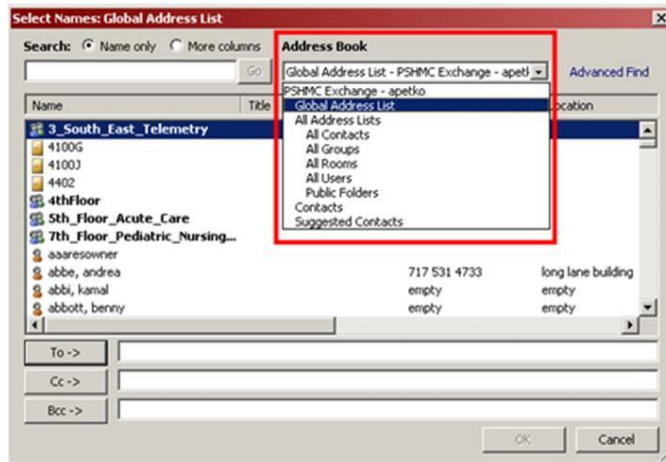 Select Names: Global Address List
Search: Name only More columns Address Book
Go Global Address List - PSHMC Exchange - apetk Advanced Find
PSHMC Exchange - apetko
Global Address List
All Address Lists
All Contacts
All Groups
All Rooms
All Users
Public Folders
Contacts
Suggested Contacts
Name Title ocation
3_South_East_Telemetry
4100G
4100J
4402
4thFloor
5th_Floor_Acute_Care
7th_Floor_Pediatric_Nursing...
aaaresowner
abbe, andrea 717 531 4733 long lane building
abbi, kamal empty empty
abbott, benny empty empty
To ->
Cc ->
Bcc ->
OK Cancel